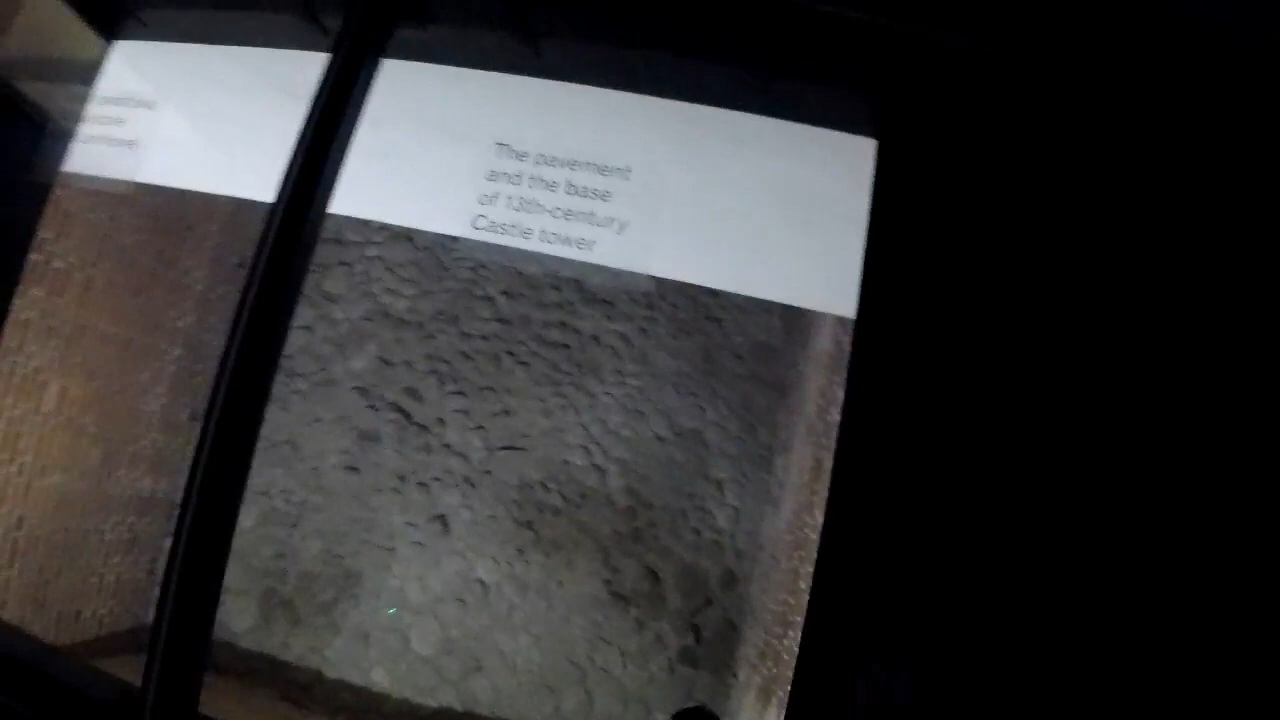 The pavement
and the base
of 13th-century
Castle tower